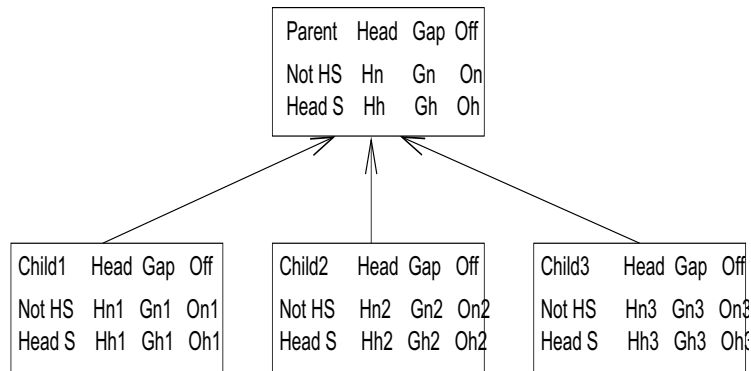 Parent Head Gap Off
Not HS Hn Gn On
Head S Hh Gh Oh
Child1 Head Gap Off
Not HS Hn1 Gn1 On1
Head S Hh1 Gh1 Oh1
Child2 Head Gap Off
Not HS Hn2 Gn2 On2
Head S Hh2 Gh2 Oh2
Child3 Head Gap Off
Not HS Hn3 Gn3 On3
Head S Hh3 Gh3 Oh3